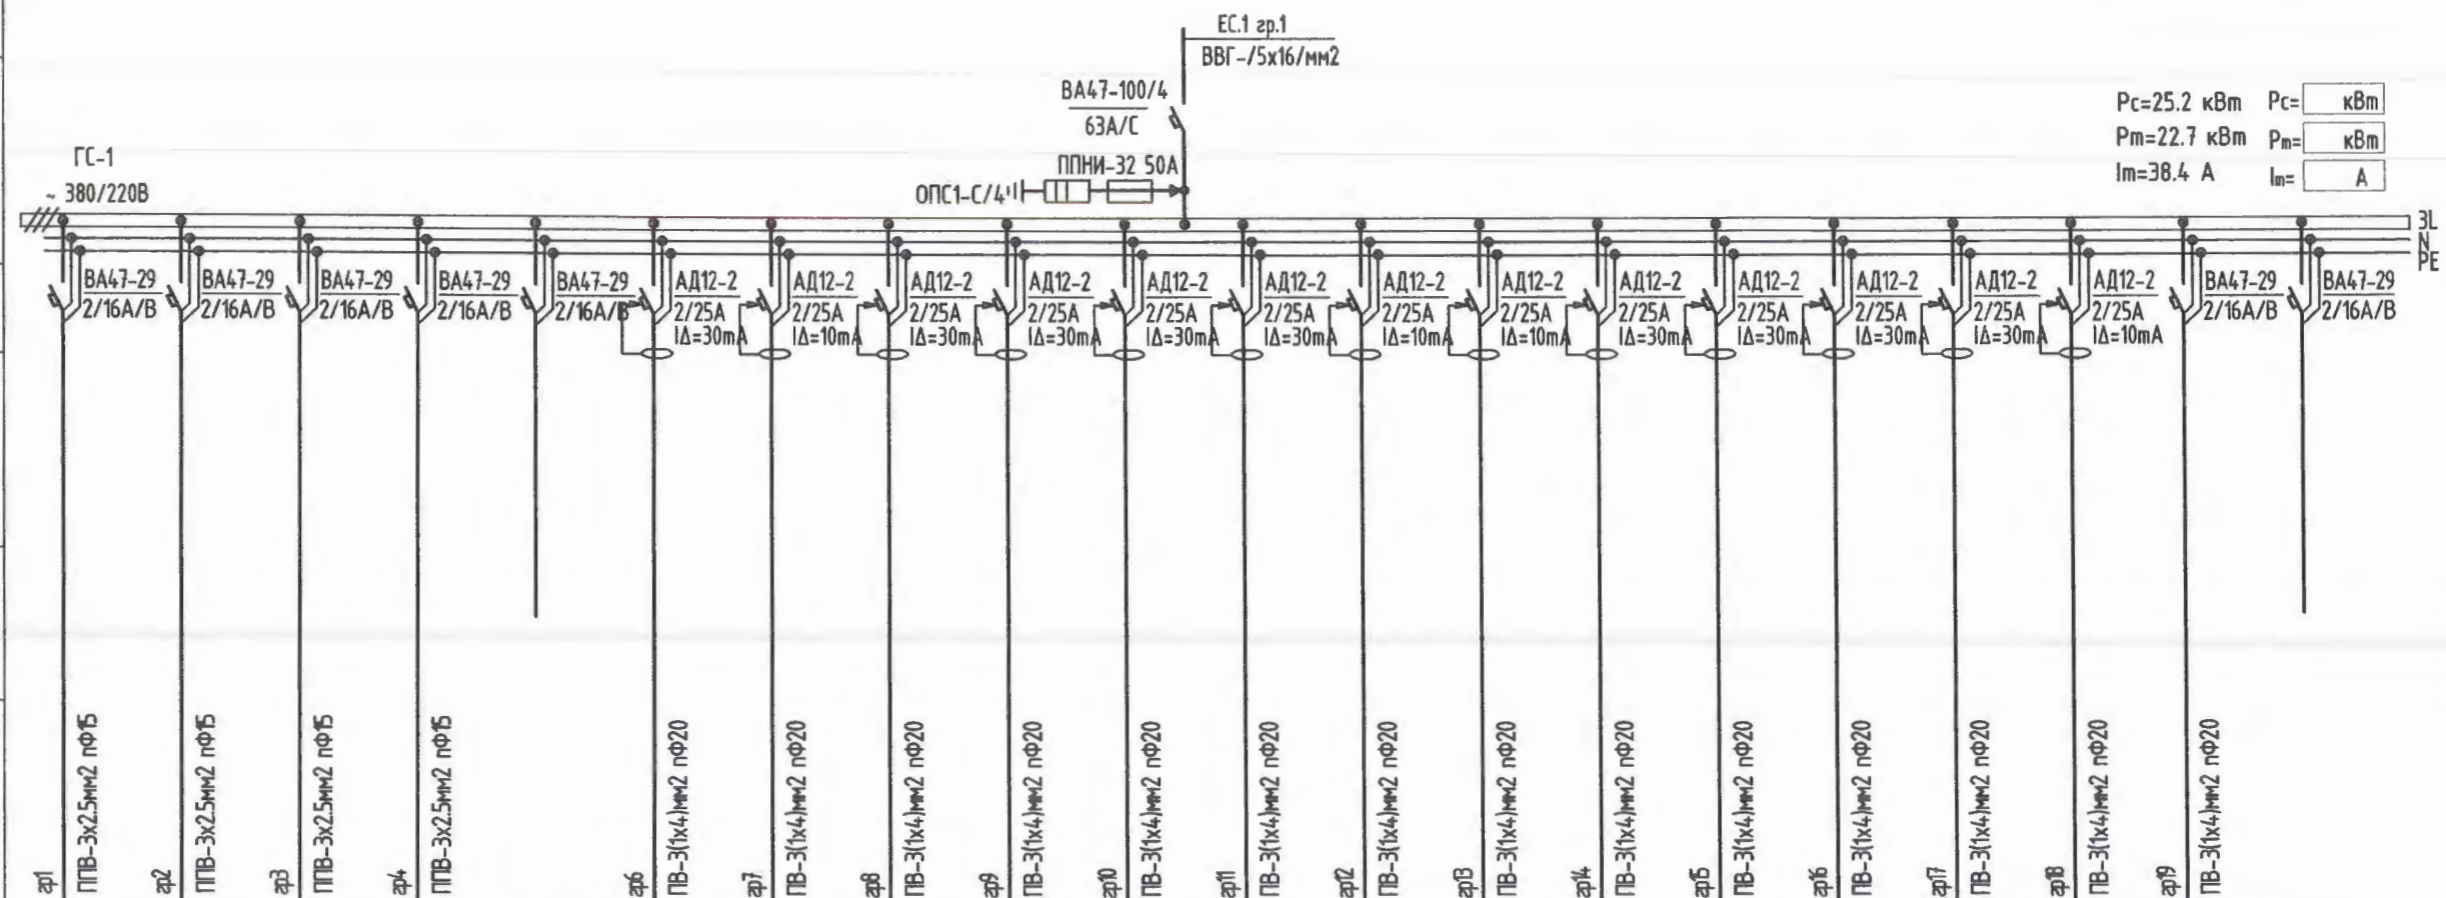 ЕС.1 гр.1
ВВГ-/5х16/мм2
ВА47-100/4
63А/С
ППНИ-32 50А
ОПС1-С/4
Рс=25.2 кВт Рс= кВт
Рт=22.7 кВт Рт= кВт
Iт=38.4 А Iт= А
ГС-1
~ 380/220В
3L
N
PE
ВА47-29
2/16А/В
ВА47-29
2/16А/В
ВА47-29
2/16А/В
ВА47-29
2/16А/В
ВА47-29
2/16А/В
АД12-2
2/25А
IΔ=30mA
АД12-2
2/25А
IΔ=10mA
АД12-2
2/25А
IΔ=30mA
АД12-2
2/25А
IΔ=30mA
АД12-2
2/25А
IΔ=30mA
АД12-2
2/25А
IΔ=30mA
АД12-2
2/25А
IΔ=10mA
АД12-2
2/25А
IΔ=10mA
АД12-2
2/25А
IΔ=30mA
АД12-2
2/25А
IΔ=30mA
АД12-2
2/25А
IΔ=30mA
АД12-2
2/25А
IΔ=30mA
АД12-2
2/25А
IΔ=10mA
ВА47-29
2/16А/В
ВА47-29
2/16А/В
гр1
ППВ-3х2.5мм2 пФ15
гр2
ППВ-3х2.5мм2 пФ15
гр3
ППВ-3х2.5мм2 пФ15
гр4
ППВ-3х2.5мм2 пФ15
гр6
ПВ-3(1х4)мм2 пФ20
гр7
ПВ-3(1х4)мм2 пФ20
гр8
ПВ-3(1х4)мм2 пФ20
гр9
ПВ-3(1х4)мм2 пФ20
гр10
ПВ-3(1х4)мм2 пФ20
гр11
ПВ-3(1х4)мм2 пФ20
гр12
ПВ-3(1х4)мм2 пФ20
гр13
ПВ-3(1х4)мм2 пФ20
гр14
ПВ-3(1х4)мм2 пФ20
гр15
ПВ-3(1х4)мм2 пФ20
гр16
ПВ-3(1х4)мм2 пФ20
гр17
ПВ-3(1х4)мм2 пФ20
гр18
ПВ-3(1х4)мм2 пФ20
гр19
ПВ-3(1х4)мм2 пФ20